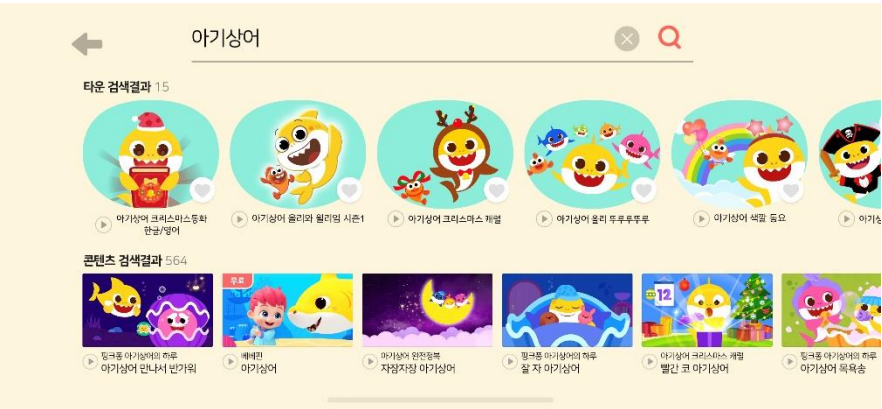 아기상어
타운 검색결과 15
아기상어 크리스마스동화
한글/영어
아기상어 올리와 윌리엄 시즌1
아기상어 크리스마스 캐럴
아기상어 올리 뚜루루뚜루
아기상어 색깔 동요
아기상
콘텐츠 검색결과 564
무료
12
핑크퐁 아기상어의 하루
아기상어 만나서 반가워
베베핀
아기상어
아기상어 완전정복
자장자장 아기상어
핑크퐁 아기상어의 하루
잘 자 아기상어
아기상어 크리스마스 캐럴
빨간 코 아기상어
핑크퐁 아기상어의 하루
아기상어 목욕송